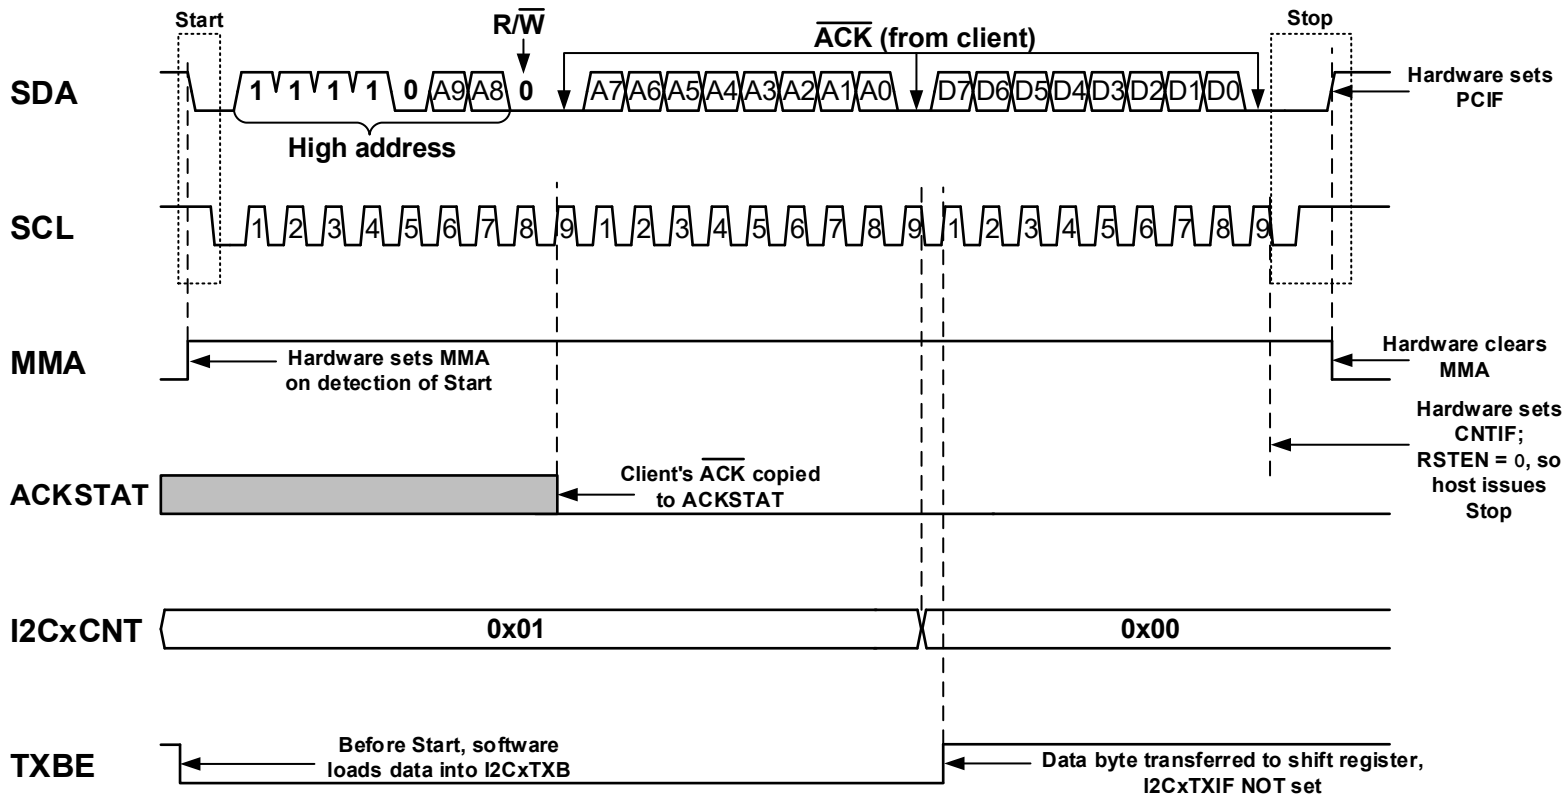 Start
R/W
ACK (from client)
Stop
SDA
1 1 1 1 0 A9 A8 0 A7 A6 A5 A4 A3 A2 A1 A0 D7 D6 D5 D4 D3 D2 D1 D0
Hardware sets
PCIF
High address
SCL
1 2 3 4 5 6 7 8 9 1 2 3 4 5 6 7 8 9 1 2 3 4 5 6 7 8 9
MMA
Hardware sets MMA
on detection of Start
Hardware clears
MMA
Hardware sets
CNTIF;
RSTEN = 0, so
host issues
Stop
ACKSTAT
Client's ACK copied
to ACKSTAT
I2CxCNT
0x01
0x00
TXBE
Before Start, software
loads data into I2CxTXB
Data byte transferred to shift register,
I2CxTXIF NOT set